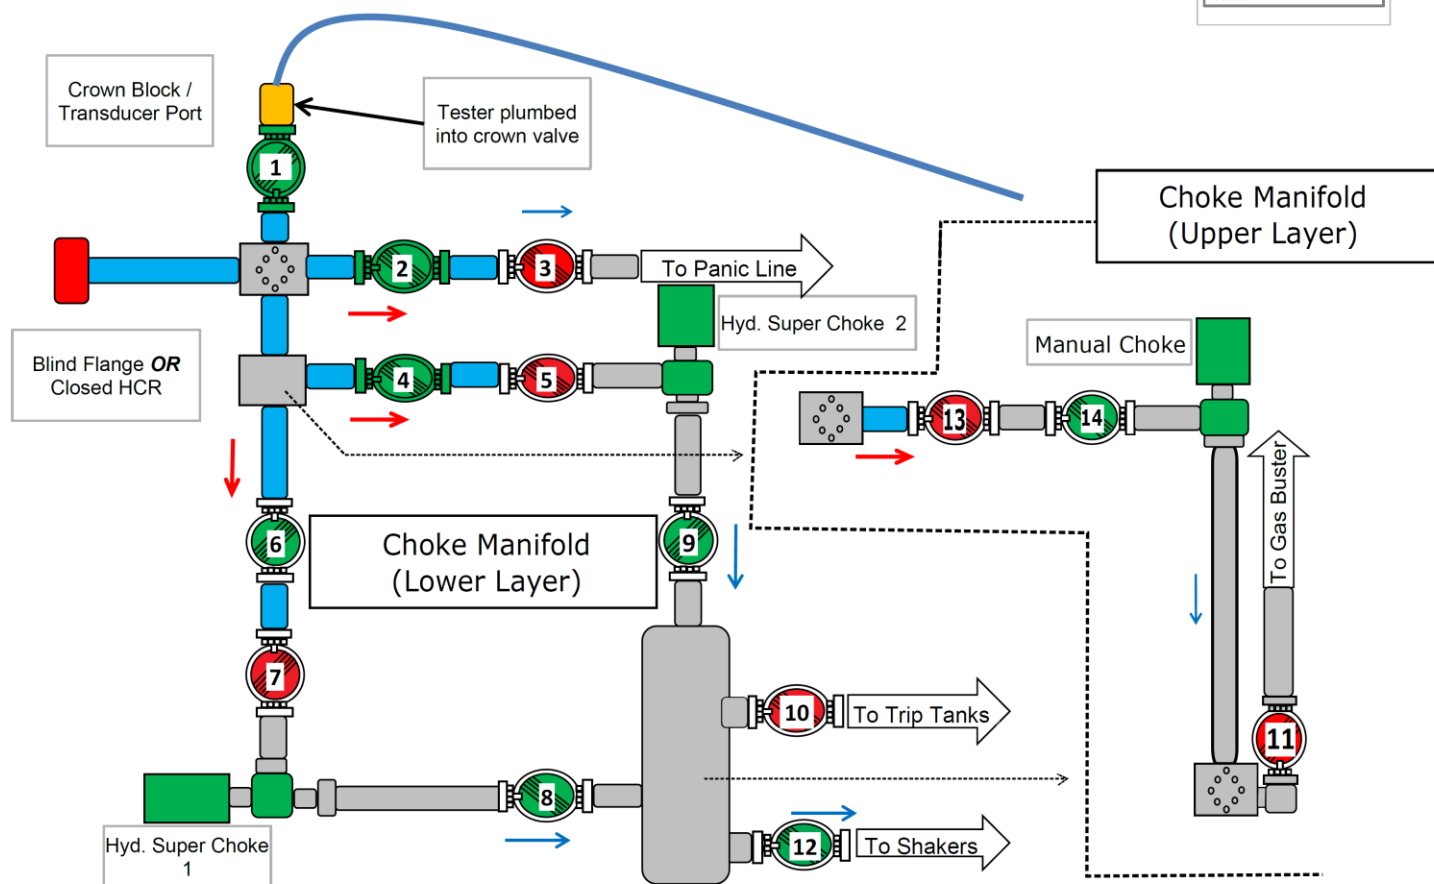 Crown Block /
Transducer Port
Tester plumbed
into crown valve
1
Choke Manifold
(Upper Layer)
2
3
To Panic Line
Blind Flange OR
Closed HCR
Hyd. Super Choke 2
Manual Choke
4
5
13
14
6
Choke Manifold
(Lower Layer)
9
To Gas Buster
7
10
To Trip Tanks
11
8
12
To Shakers
Hyd. Super Choke
1